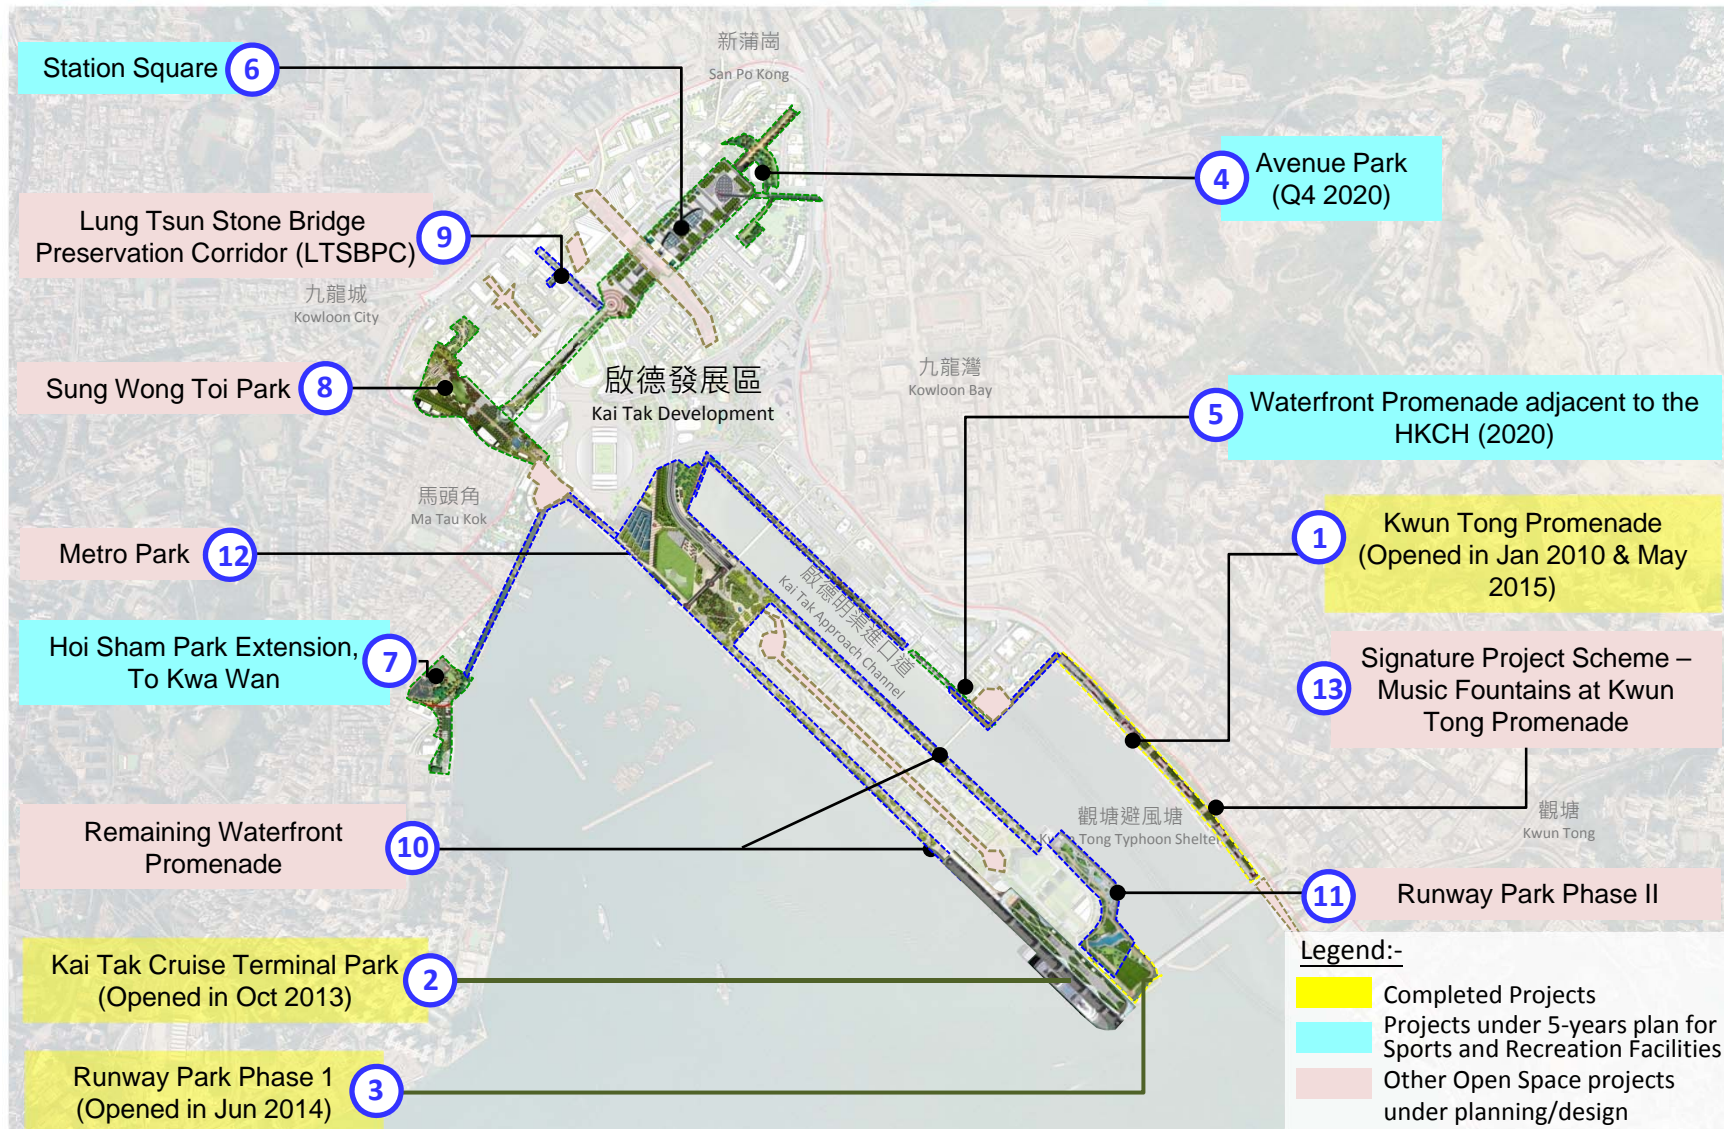 新蒲崗
San Po Kong
Station Square
6
4
Avenue Park
(Q4 2020)
Lung Tsun Stone Bridge
Preservation Corridor (LTSBPC)
9
九龍城
Kowloon City
Sung Wong Toi Park
8
啟德發展區
Kai Tak Development
九龍灣
Kowloon Bay
5
Waterfront Promenade adjacent to the
HKCH (2020)
馬頭角
Ma Tau Kok
Metro Park
12
1
Kwun Tong Promenade
(Opened in Jan 2010 & May
2015)
啟德明渠進口道
Kai Tak Approach Channel
Hoi Sham Park Extension,
To Kwa Wan
7
13
Signature Project Scheme –
Music Fountains at Kwun
Tong Promenade
Remaining Waterfront
Promenade
10
觀塘避風塘
Kwun Tong Typhoon Shelter
觀塘
Kwun Tong
11
Runway Park Phase II
Kai Tak Cruise Terminal Park
(Opened in Oct 2013)
2
Runway Park Phase 1
(Opened in Jun 2014)
3
Legend:-
Completed Projects
Projects under 5-years plan for
Sports and Recreation Facilities
Other Open Space projects
under planning/design